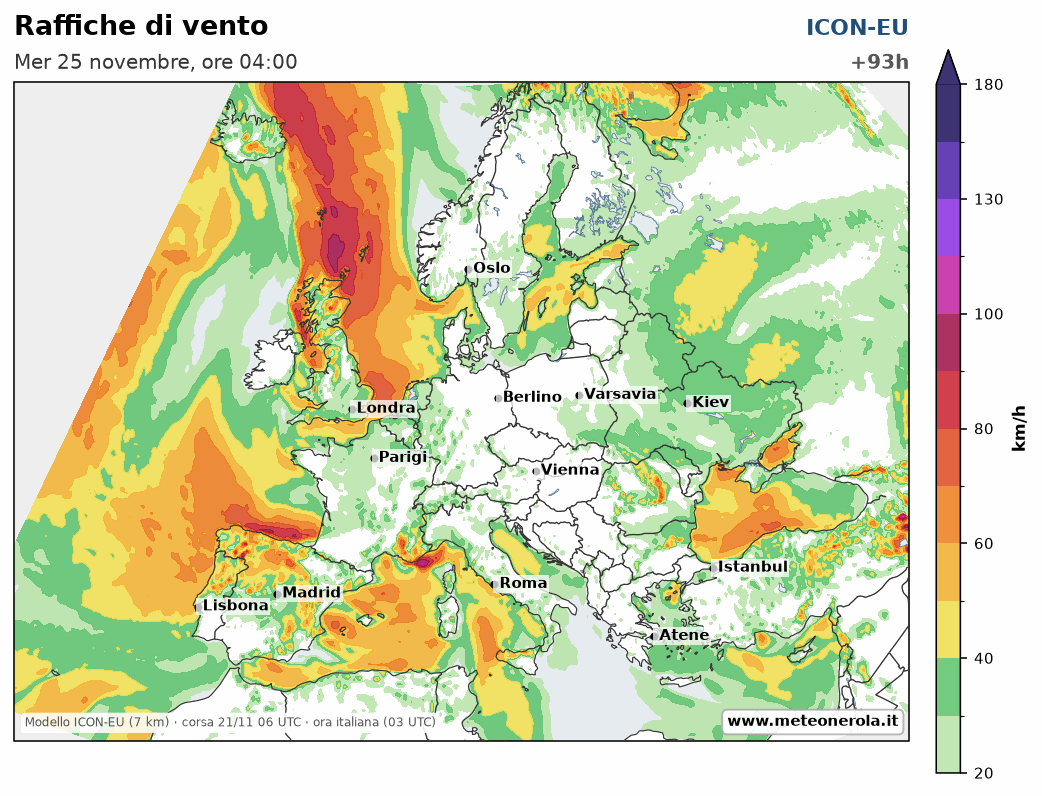 Raffiche di vento
ICON-EU
Mer 25 novembre, ore 04:00
+93h
180
130
100
80
60
40
20
km/h
Oslo
Berlino
Varsavia
Kiev
Londra
Parigi
Vienna
Istanbul
Roma
Madrid
Lisbona
Atene
Modello ICON-EU (7 km) · corsa 21/11 06 UTC · ora italiana (03 UTC)
www.meteonerola.it